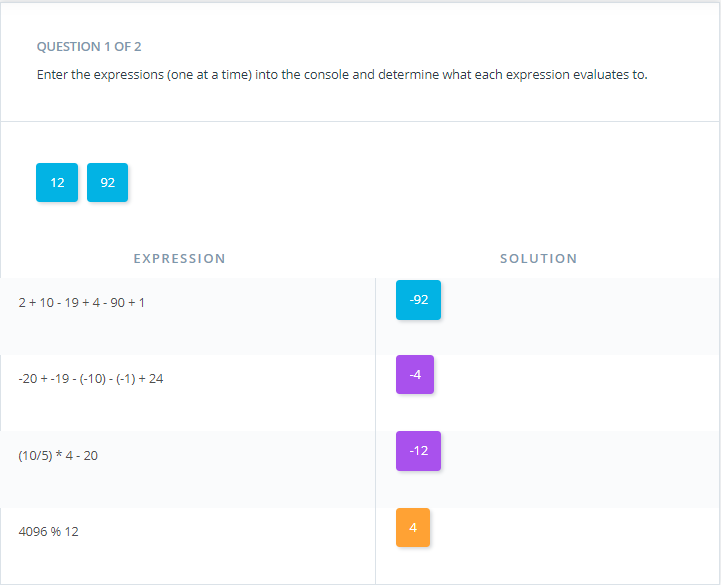 QUESTION 1 OF 2
Enter the expressions (one at a time) into the console and determine what each expression evaluates to.
12 92
EXPRESSION SOLUTION
2 + 10 - 19 + 4 - 90 + 1 -92
-20 + -19 - (-10) - (-1) + 24 -4
(10/5) * 4 - 20 -12
4096 % 12 4